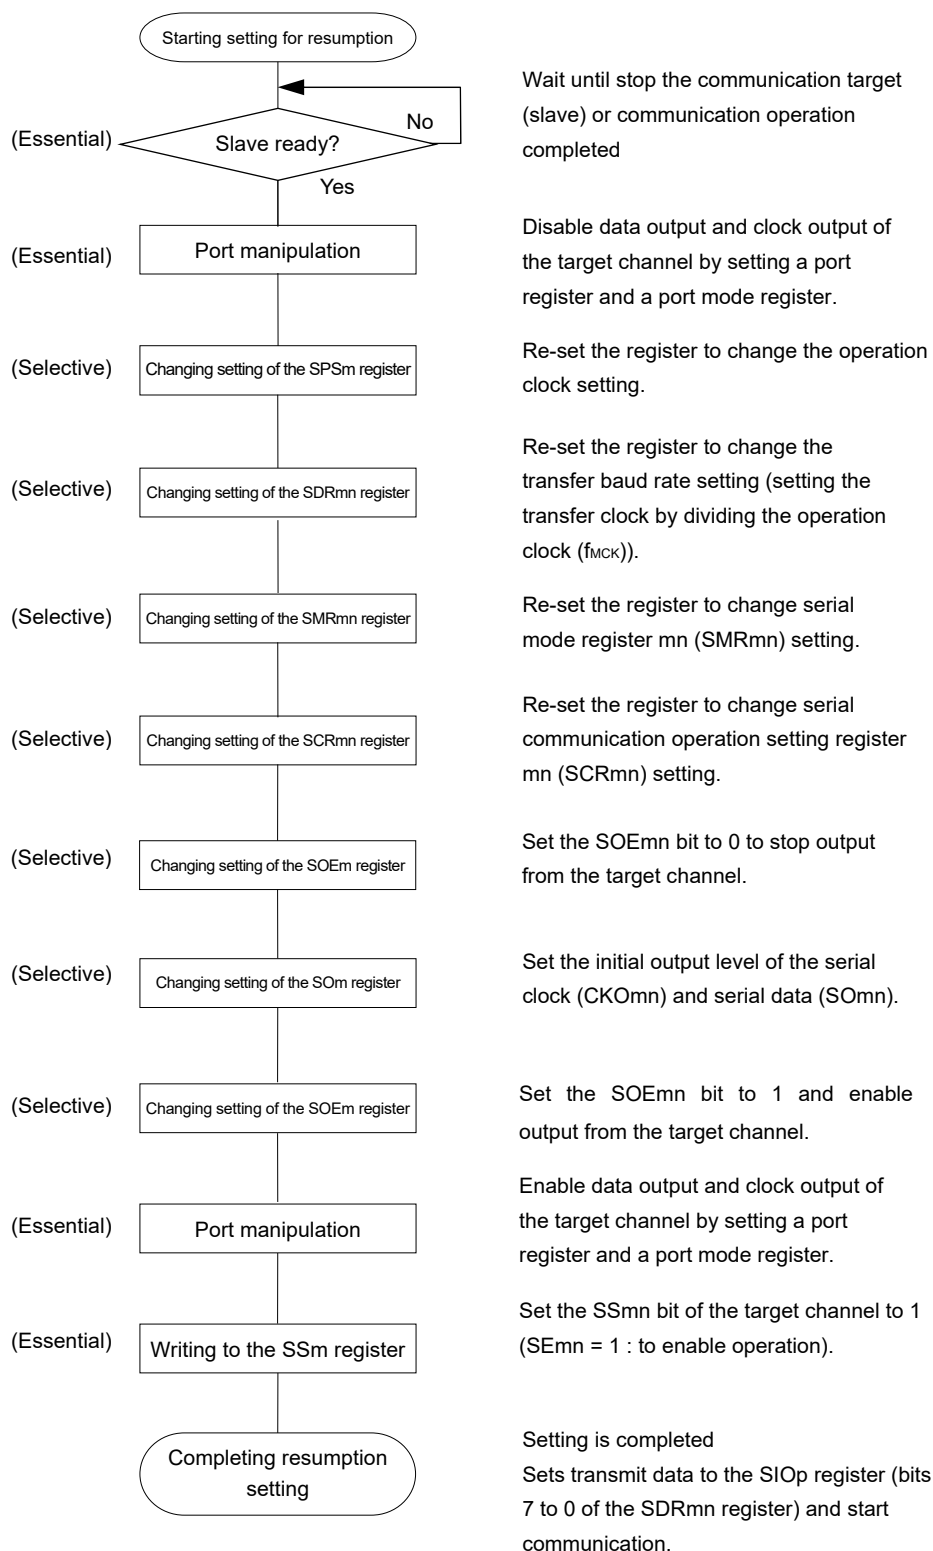 Starting setting for resumption
(Essential)
Slave ready?
No
Yes
Wait until stop the communication target
(slave) or communication operation
completed
(Essential)
Port manipulation
Disable data output and clock output of
the target channel by setting a port
register and a port mode register.
(Selective)
Changing setting of the SPSm register
Re-set the register to change the operation
clock setting.
(Selective)
Changing setting of the SDRmn register
Re-set the register to change the
transfer baud rate setting (setting the
transfer clock by dividing the operation
clock (fMCK)).
(Selective)
Changing setting of the SMRmn register
Re-set the register to change serial
mode register mn (SMRmn) setting.
(Selective)
Changing setting of the SCRmn register
Re-set the register to change serial
communication operation setting register
mn (SCRmn) setting.
(Selective)
Changing setting of the SOEm register
Set the SOEmn bit to 0 to stop output
from the target channel.
(Selective)
Changing setting of the SOm register
Set the initial output level of the serial
clock (CKOmn) and serial data (SOmn).
(Selective)
Changing setting of the SOEm register
Set the SOEmn bit to 1 and enable
output from the target channel.
(Essential)
Port manipulation
Enable data output and clock output of
the target channel by setting a port
register and a port mode register.
(Essential)
Writing to the SSm register
Set the SSmn bit of the target channel to 1
(SEmn = 1 : to enable operation).
Completing resumption
setting
Setting is completed
Sets transmit data to the SIOp register (bits
7 to 0 of the SDRmn register) and start
communication.